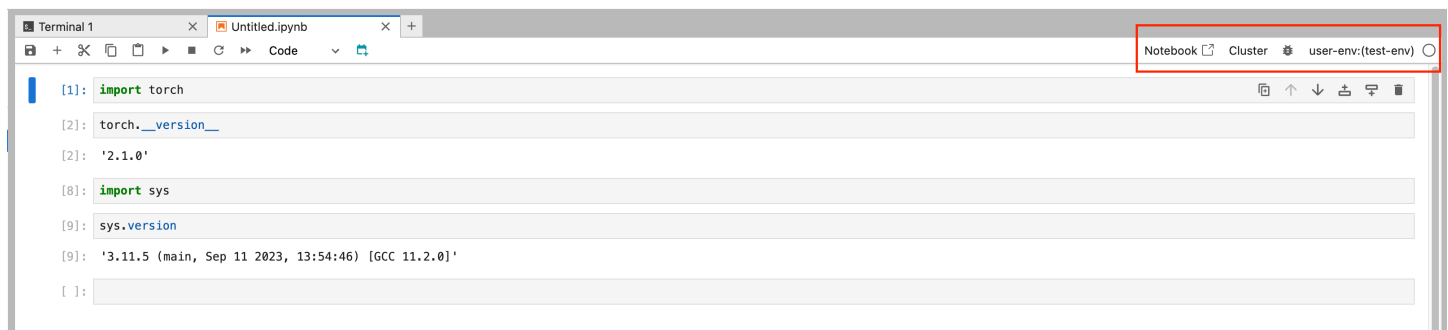 Terminal 1
Untitled.ipynb
Code
Notebook Cluster user-env:(test-env)
[1]: import torch
[2]: torch.__version__
[2]: '2.1.0'
[8]: import sys
[9]: sys.version
[9]: '3.11.5 (main, Sep 11 2023, 13:54:46) [GCC 11.2.0]'
[ ]: